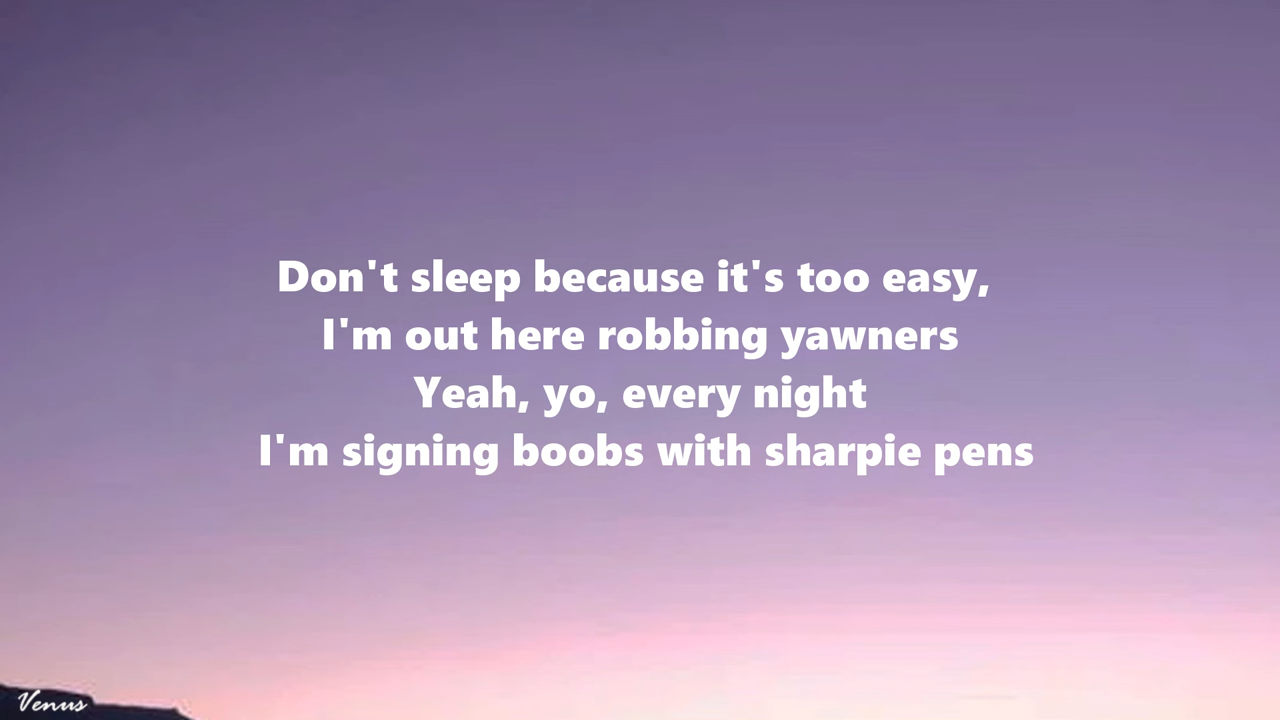 Don't sleep because it's too easy,
I'm out here robbing yawners
Yeah, yo, every night
I'm signing boobs with sharpie pens
Venus